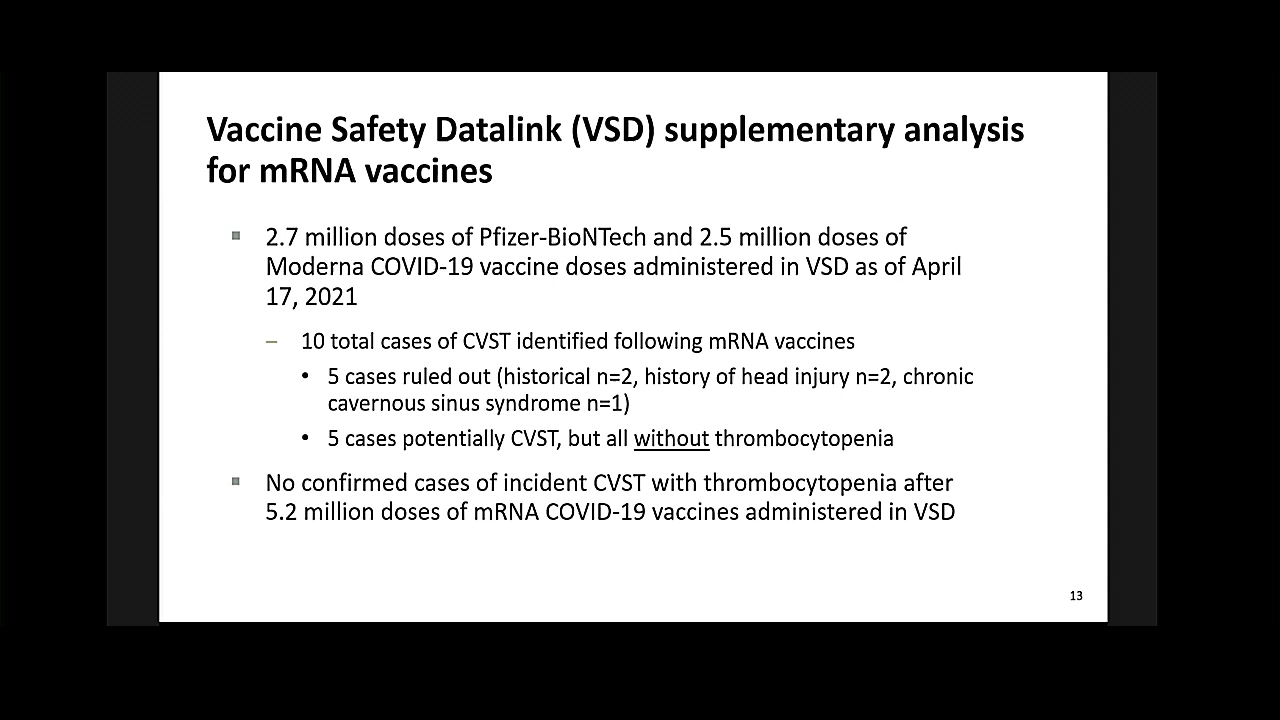 Vaccine Safety Datalink (VSD) supplementary analysis
for mRNA vaccines
▪ 2.7 million doses of Pfizer-BioNTech and 2.5 million doses of
Moderna COVID-19 vaccine doses administered in VSD as of April
17, 2021
– 10 total cases of CVST identified following mRNA vaccines
• 5 cases ruled out (historical n=2, history of head injury n=2, chronic
cavernous sinus syndrome n=1)
• 5 cases potentially CVST, but all without thrombocytopenia
▪ No confirmed cases of incident CVST with thrombocytopenia after
5.2 million doses of mRNA COVID-19 vaccines administered in VSD
13